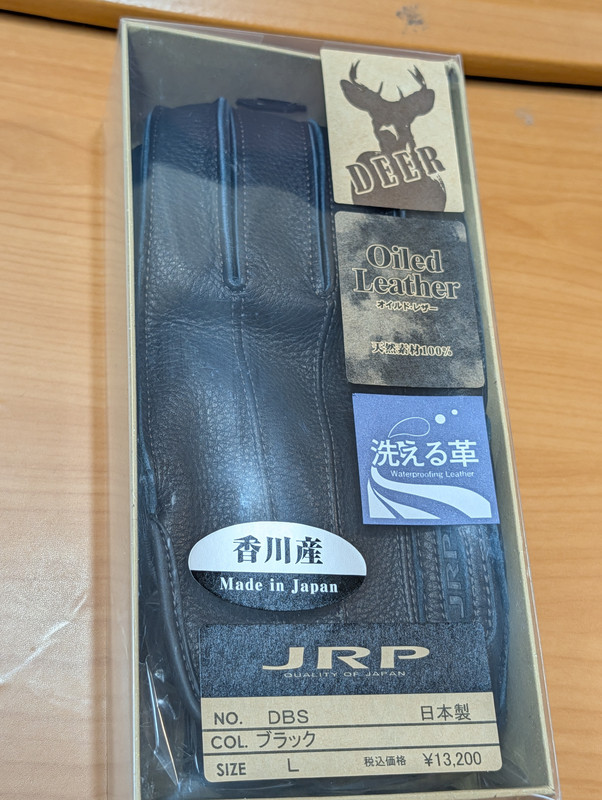 DEER
Oiled
Leather
オイルド・レザー
天然素材100%
洗える革
Waterproofing Leather
JRP
香川産
Made in Japan
JRP
QUALITY OF JAPAN
NO. DBS 日本製
COL. ブラック
SIZE L 税込価格 ¥13,200